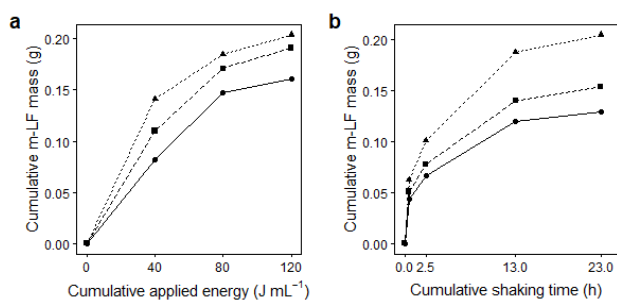 a
Cumulative m-LF mass (g)
0.20
0.15
0.10
0.05
0.00
0 40 80 120
Cumulative applied energy (J mL⁻¹)
b
Cumulative m-LF mass (g)
0.20
0.15
0.10
0.05
0.00
0.0 2.5 13.0 23.0
Cumulative shaking time (h)